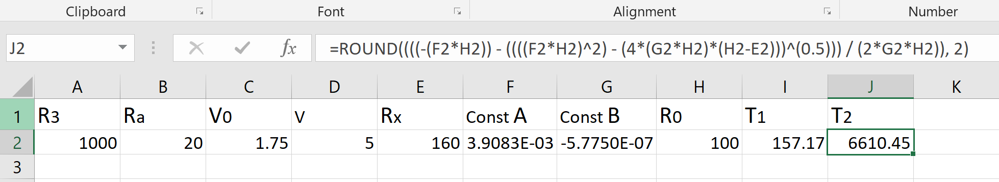 Clipboard Font Alignment Number
J2 fx =ROUND((((-(F2*H2)) - ((((F2*H2)^2) - (4*(G2*H2)*(H2-E2)))^(0.5))) / (2*G2*H2)), 2)
A B C D E F G H I J K
1 R3 Ra V0 V Rx Const A Const B R0 T1 T2
2 1000 20 1.75 5 160 3.9083E-03 -5.7750E-07 100 157.17 6610.45
3